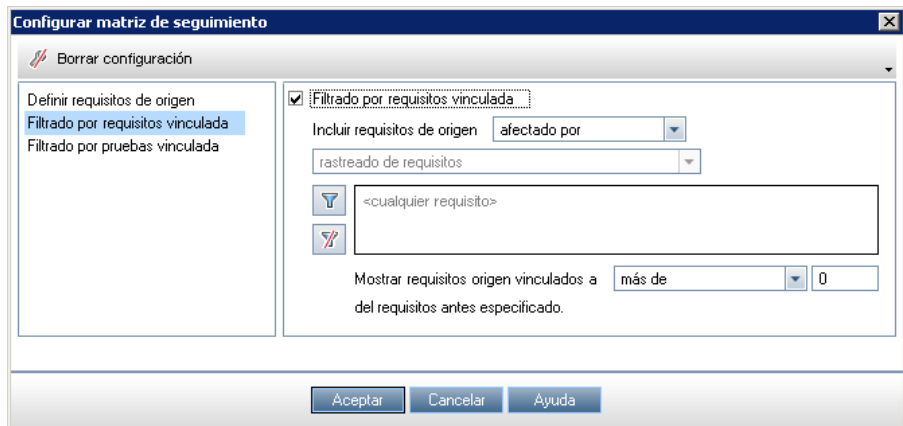 Configurar matriz de seguimiento
Borrar configuración
Definir requisitos de origen
Filtrado por requisitos vinculada
Filtrado por pruebas vinculada
Filtrado por requisitos vinculada
Incluir requisitos de origen afectado por
rastreado de requisitos
<cualquier requisito>
Mostrar requisitos origen vinculados a más de 0
del requisitos antes especificado.
Aceptar Cancelar Ayuda